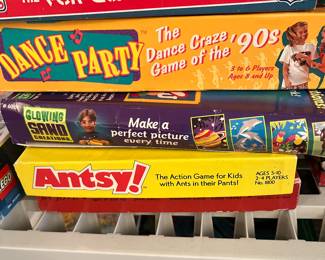 DANCE PARTY
The
Dance Craze
Game of the '90s
3 to 6 Players
Ages 8 and Up
GLOWING
SAND
CREATIONS
Make a
perfect picture
every time
Antsy!
The Action Game for Kids
with Ants in their Pants!
AGES 5-10
2-4 PLAYERS
No. 8100